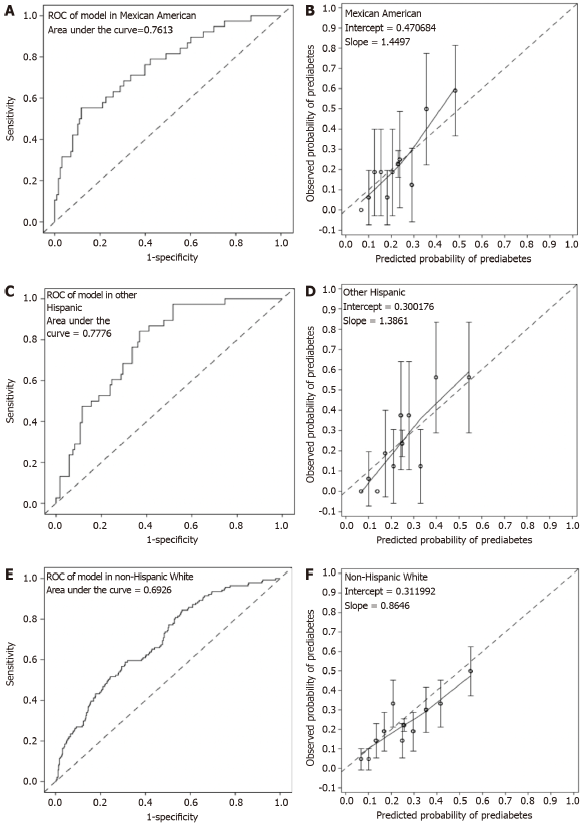 A
ROC of model in Mexican American
Area under the curve=0.7613
1.0
0.8
0.6
0.4
0.2
0.0
Sensitivity
0.0 0.2 0.4 0.6 0.8 1.0
1-specificity
B
Mexican American
Intercept = 0.470684
Slope = 1.4497
1.0
0.9
0.8
0.7
0.6
0.5
0.4
0.3
0.2
0.1
0.0
-0.1
Observed probability of prediabetes
0.0 0.1 0.2 0.3 0.4 0.5 0.6 0.7 0.8 0.9 1.0
Predicted probability of prediabetes
C
ROC of model in other
Hispanic
Area under the
curve = 0.7776
1.0
0.8
0.6
0.4
0.2
0.0
Sensitivity
0.0 0.2 0.4 0.6 0.8 1.0
1-specificity
D
Other Hispanic
Intercept = 0.300176
Slope = 1.3861
1.0
0.9
0.8
0.7
0.6
0.5
0.4
0.3
0.2
0.1
0.0
-0.1
Observed probability of prediabetes
0.0 0.1 0.2 0.3 0.4 0.5 0.6 0.7 0.8 0.9 1.0
Predicted probability of prediabetes
E
ROC of model in non-Hispanic White
Area under the curve = 0.6926
1.0
0.8
0.6
0.4
0.2
0.0
Sensitivity
0.0 0.2 0.4 0.6 0.8 1.0
1-specificity
F
Non-Hispanic White
Intercept = 0.311992
Slope = 0.8646
1.0
0.9
0.8
0.7
0.6
0.5
0.4
0.3
0.2
0.1
0.0
-0.1
Observed probability of prediabetes
0.0 0.1 0.2 0.3 0.4 0.5 0.6 0.7 0.8 0.9 1.0
Predicted probability of prediabetes